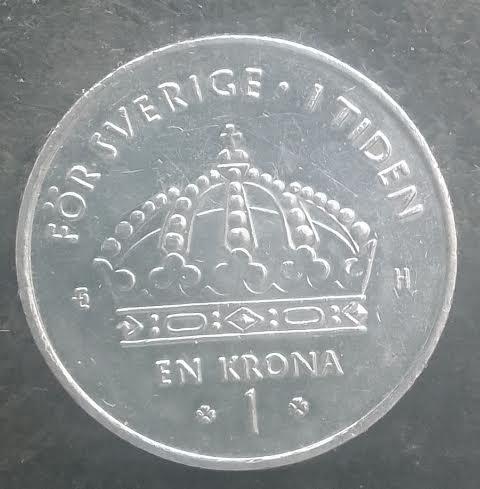 FÖR SVERIGE · I TIDEN
H
EN KRONA
1